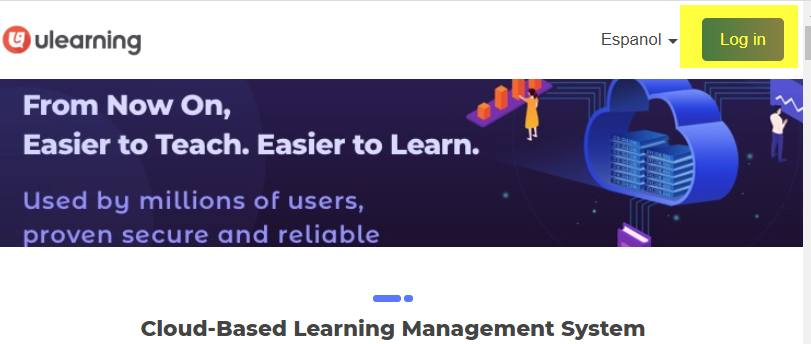 ulearning
Espanol
Log in
From Now On,
Easier to Teach. Easier to Learn.
Used by millions of users,
proven secure and reliable
Cloud-Based Learning Management System